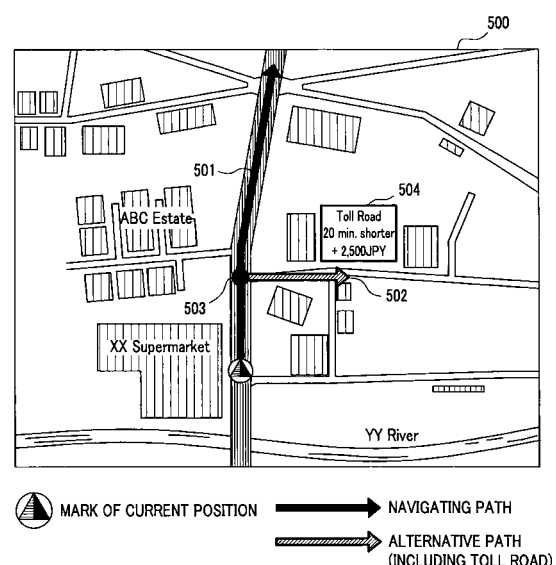 500
501
504
ABC Estate
Toll Road
20 min. shorter
+ 2,500JPY
503
502
XX Supermarket
YY River
MARK OF CURRENT POSITION
NAVIGATING PATH
ALTERNATIVE PATH
(INCLUDING TOLL ROAD)